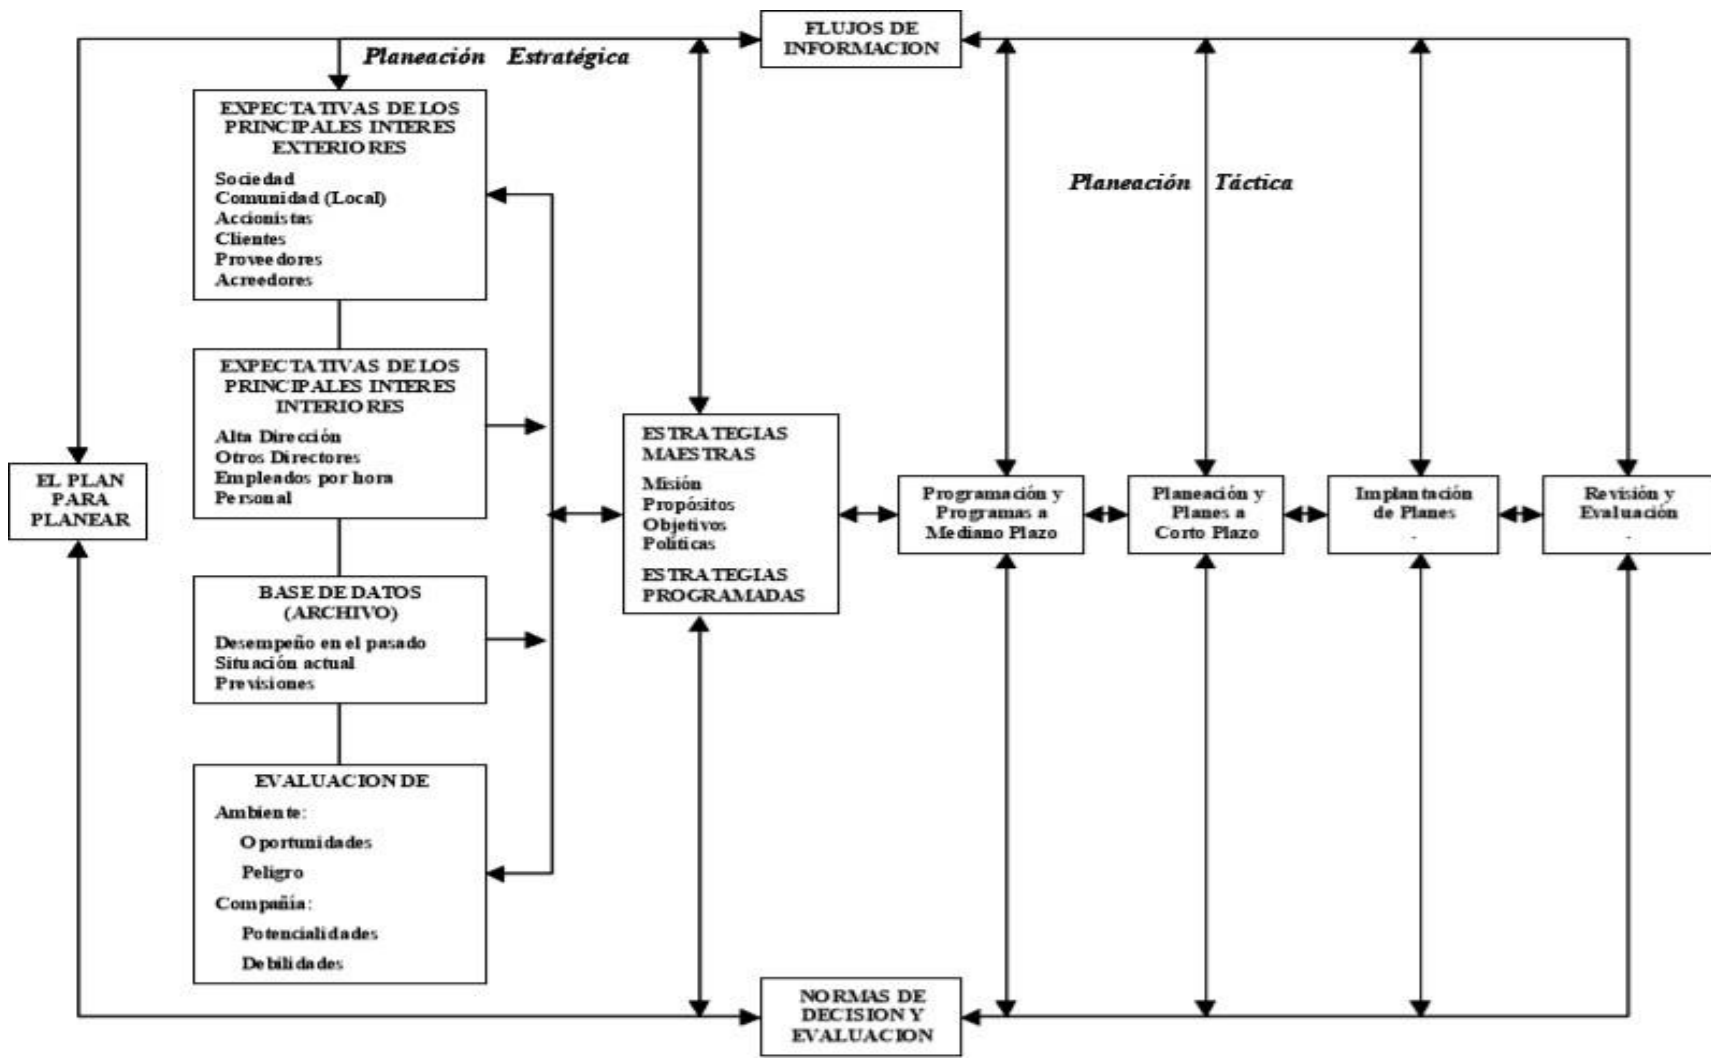 FLUJOS DE
INFORMACION
Planeación Estratégica
EXPECTATIVAS DE LOS
PRINCIPALES INTERES
EXTERIORES
Sociedad
Comunidad (Local)
Accionistas
Clientes
Proveedores
Acreedores
Planeación Táctica
EXPECTATIVAS DE LOS
PRINCIPALES INTERES
INTERIORES
Alta Dirección
Otros Directores
Empleados por hora
Personal
EL PLAN
PARA
PLANEAR
ESTRATEGIAS
MAESTRAS
Misión
Propósitos
Objetivos
Políticas
ESTRATEGIAS
PROGRAMADAS
Programación y
Programas a
Mediano Plazo
Planeación y
Planes a
Corto Plazo
Implantación
de Planes
-
Revisión y
Evaluación
-
BASE DE DATOS
(ARCHIVO)
Desempeño en el pasado
Situación actual
Previsiones
EVALUACION DE
Ambiente:
Oportunidades
Peligro
Compañía:
Potencialidades
Debilidades
NORMAS DE
DECISION Y
EVALUACION